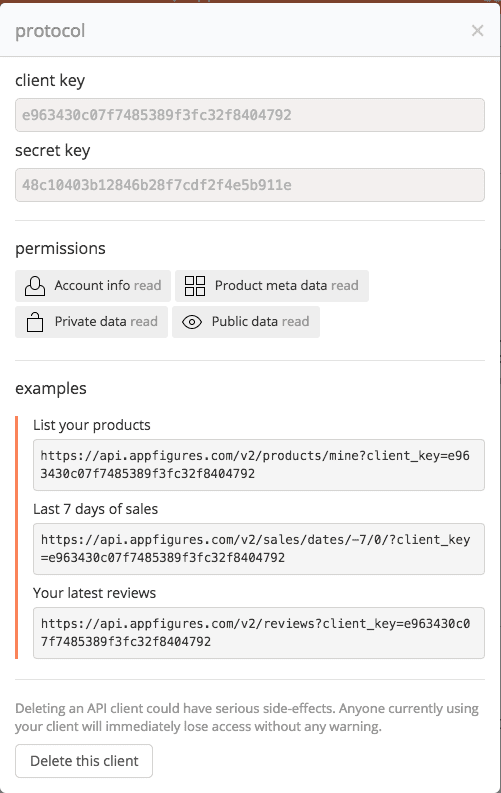 protocol
client key
e963430c07f7485389f3fc32f8404792
secret key
48c10403b12846b28f7cdf2f4e5b911e
permissions
Account info read
Product meta data read
Private data read
Public data read
examples
List your products
https://api.appfigures.com/v2/products/mine?client_key=e96
3430c07f7485389f3fc32f8404792
Last 7 days of sales
https://api.appfigures.com/v2/sales/dates/-7/0/?client_key
=e963430c07f7485389f3fc32f8404792
Your latest reviews
https://api.appfigures.com/v2/reviews?client_key=e963430c0
7f7485389f3fc32f8404792
Deleting an API client could have serious side-effects. Anyone currently using
your client will immediately lose access without any warning.
Delete this client